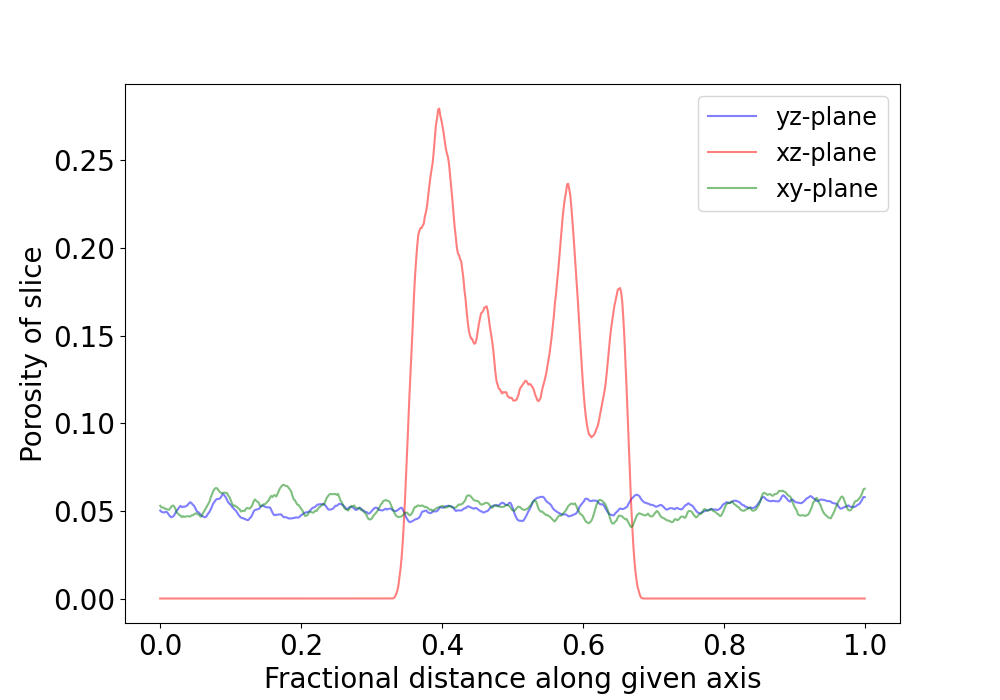 yz-plane
xz-plane
xy-plane
0.25
0.20
0.15
0.10
0.05
0.00
Porosity of slice
0.0 0.2 0.4 0.6 0.8 1.0
Fractional distance along given axis